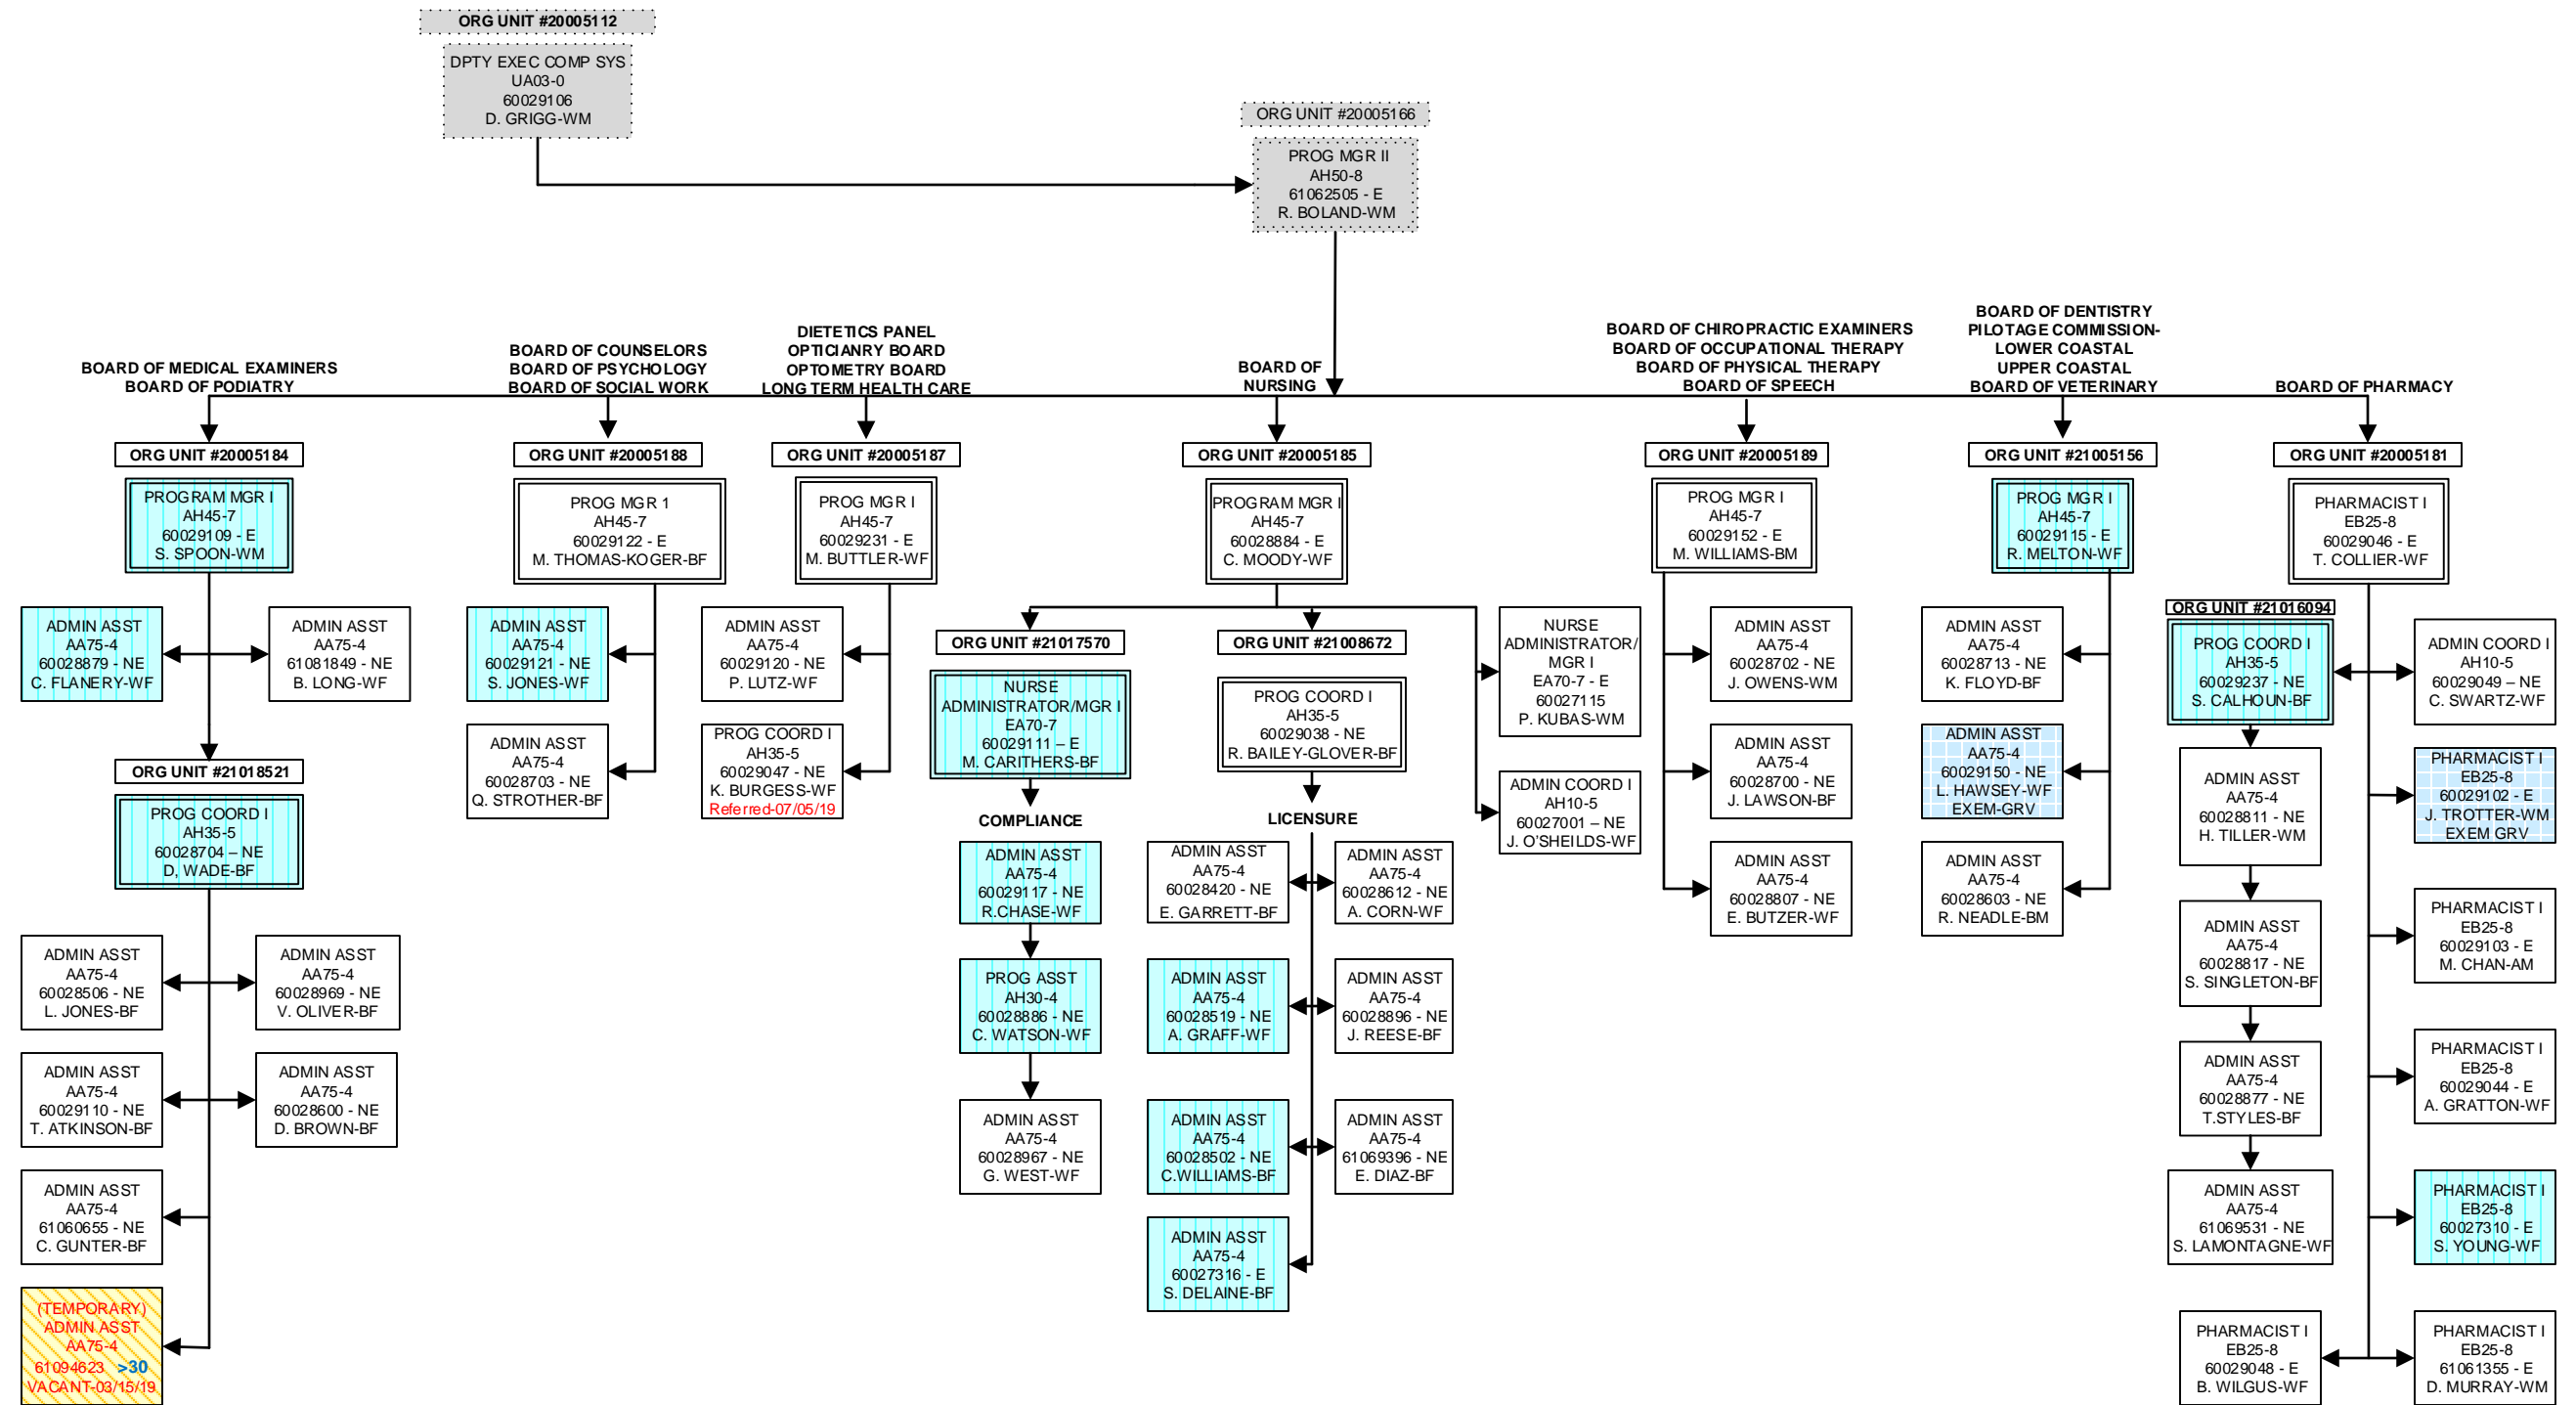 ORG UNIT #20005112
DPTY EXEC COMP SYS
UA03-0
60029106
D. GRIGG-WM
ORG UNIT #20005166
PROG MGR II
AH50-8
61062505 - E
R. BOLAND-WM
BOARD OF MEDICAL EXAMINERS
BOARD OF PODIATRY
ORG UNIT #20005184
PROGRAM MGR I
AH45-7
60029109 - E
S. SPOON-WM
ADMIN ASST
AA75-4
60028879 - NE
C. FLANERY-WF
ADMIN ASST
AA75-4
61081849 - NE
B. LONG-WF
ORG UNIT #21018521
PROG COORD I
AH35-5
60028704 – NE
D, WADE-BF
ADMIN ASST
AA75-4
60028506 - NE
L. JONES-BF
ADMIN ASST
AA75-4
60028969 - NE
V. OLIVER-BF
ADMIN ASST
AA75-4
60029110 - NE
T. ATKINSON-BF
ADMIN ASST
AA75-4
60028600 - NE
D. BROWN-BF
ADMIN ASST
AA75-4
61060655 - NE
C. GUNTER-BF
(TEMPORARY)
ADMIN ASST
AA75-4
61094623 >30
VACANT-03/15/19
BOARD OF COUNSELORS
BOARD OF PSYCHOLOGY
BOARD OF SOCIAL WORK
ORG UNIT #20005188
PROG MGR 1
AH45-7
60029122 - E
M. THOMAS-KOGER-BF
ADMIN ASST
AA75-4
60029121 - NE
S. JONES-WF
ADMIN ASST
AA75-4
60028703 - NE
Q. STROTHER-BF
DIETETICS PANEL
OPTICIANRY BOARD
OPTOMETRY BOARD
LONG TERM HEALTH CARE
ORG UNIT #20005187
PROG MGR I
AH45-7
60029231 - E
M. BUTTLER-WF
ADMIN ASST
AA75-4
60029120 - NE
P. LUTZ-WF
PROG COORD I
AH35-5
60029047 - NE
K. BURGESS-WF
Referred-07/05/19
BOARD OF
NURSING
ORG UNIT #20005185
PROGRAM MGR I
AH45-7
60028884 - E
C. MOODY-WF
ORG UNIT #21017570
NURSE
ADMINISTRATOR/MGR I
EA70-7
60029111 – E
M. CARITHERS-BF
COMPLIANCE
ADMIN ASST
AA75-4
60029117 - NE
R.CHASE-WF
PROG ASST
AH30-4
60028886 - NE
C. WATSON-WF
ADMIN ASST
AA75-4
60028967 - NE
G. WEST-WF
ORG UNIT #21008672
PROG COORD I
AH35-5
60029038 - NE
R. BAILEY-GLOVER-BF
LICENSURE
ADMIN ASST
AA75-4
60028420 - NE
E. GARRETT-BF
ADMIN ASST
AA75-4
60028612 - NE
A. CORN-WF
ADMIN ASST
AA75-4
60028519 - NE
A. GRAFF-WF
ADMIN ASST
AA75-4
60028896 - NE
J. REESE-BF
ADMIN ASST
AA75-4
60028502 - NE
C.WILLIAMS-BF
ADMIN ASST
AA75-4
61069396 - NE
E. DIAZ-BF
ADMIN ASST
AA75-4
60027316 - E
S. DELAINE-BF
NURSE
ADMINISTRATOR/
MGR I
EA70-7 - E
60027115
P. KUBAS-WM
ADMIN COORD I
AH10-5
60027001 – NE
J. O'SHEILDS-WF
BOARD OF CHIROPRACTIC EXAMINERS
BOARD OF OCCUPATIONAL THERAPY
BOARD OF PHYSICAL THERAPY
BOARD OF SPEECH
ORG UNIT #20005189
PROG MGR I
AH45-7
60029152 - E
M. WILLIAMS-BM
ADMIN ASST
AA75-4
60028702 - NE
J. OWENS-WM
ADMIN ASST
AA75-4
60028700 - NE
J. LAWSON-BF
ADMIN ASST
AA75-4
60028807 - NE
E. BUTZER-WF
BOARD OF DENTISTRY
PILOTAGE COMMISSION-
LOWER COASTAL
UPPER COASTAL
BOARD OF VETERINARY
ORG UNIT #21005156
PROG MGR I
AH45-7
60029115 - E
R. MELTON-WF
ADMIN ASST
AA75-4
60028713 - NE
K. FLOYD-BF
ADMIN ASST
AA75-4
60029150 - NE
L. HAWSEY-WF
EXEM-GRV
ADMIN ASST
AA75-4
60028603 - NE
R. NEADLE-BM
BOARD OF PHARMACY
ORG UNIT #20005181
PHARMACIST I
EB25-8
60029046 - E
T. COLLIER-WF
ORG UNIT #21016094
PROG COORD I
AH35-5
60029237 - NE
S. CALHOUN-BF
ADMIN ASST
AA75-4
60028811 - NE
H. TILLER-WM
ADMIN ASST
AA75-4
60028817 - NE
S. SINGLETON-BF
ADMIN ASST
AA75-4
60028877 - NE
T.STYLES-BF
ADMIN ASST
AA75-4
61069531 - NE
S. LAMONTAGNE-WF
PHARMACIST I
EB25-8
60029048 - E
B. WILGUS-WF
ADMIN COORD I
AH10-5
60029049 – NE
C. SWARTZ-WF
PHARMACIST I
EB25-8
60029102 - E
J. TROTTER-WM
EXEM GRV
PHARMACIST I
EB25-8
60029103 - E
M. CHAN-AM
PHARMACIST I
EB25-8
60029044 - E
A. GRATTON-WF
PHARMACIST I
EB25-8
60027310 - E
S. YOUNG-WF
PHARMACIST I
EB25-8
61061355 - E
D. MURRAY-WM